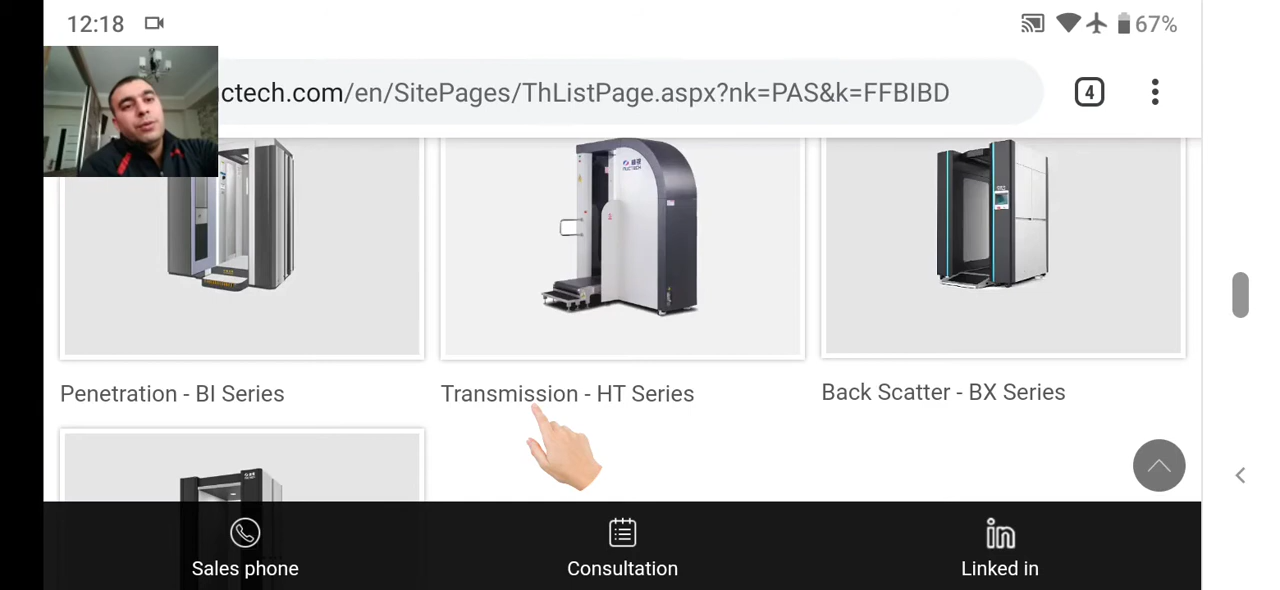 12:18
67%
ctech.com/en/SitePages/ThListPage.aspx?nk=PAS&k=FFBIBD
4
NUCTECH
Penetration - BI Series
Transmission - HT Series
Back Scatter - BX Series
Sales phone
Consultation
Linked in